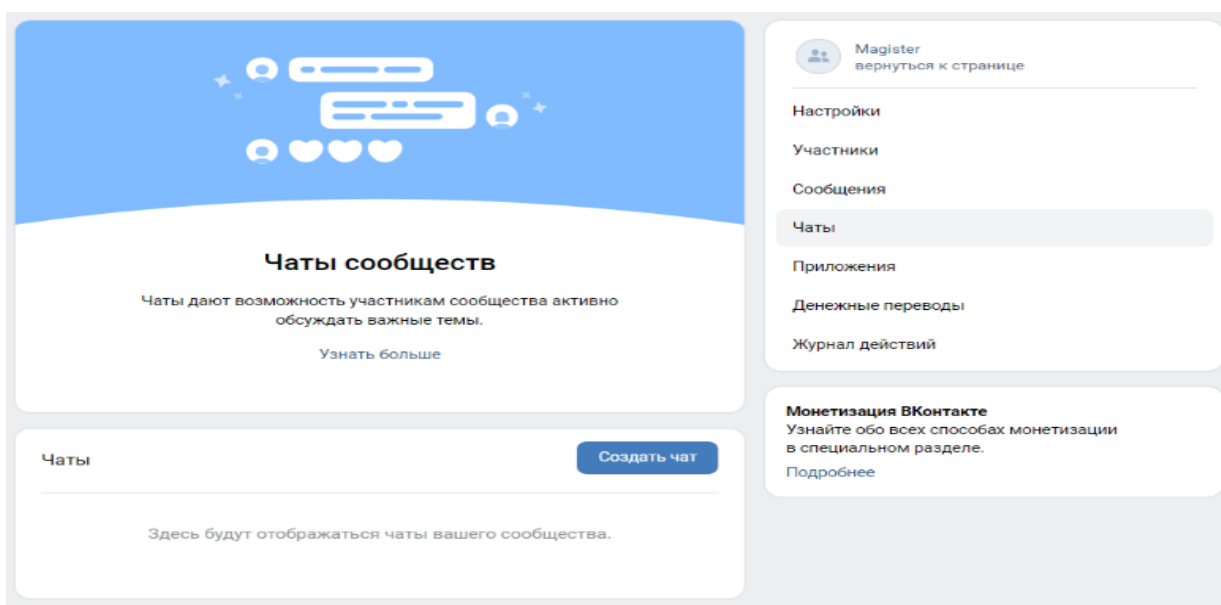 Чаты сообществ
Чаты дают возможность участникам сообщества активно
обсуждать важные темы.
Узнать больше
Чаты
Создать чат
Здесь будут отображаться чаты вашего сообщества.
Magister
вернуться к странице
Настройки
Участники
Сообщения
Чаты
Приложения
Денежные переводы
Журнал действий
Монетизация ВКонтакте
Узнайте обо всех способах монетизации
в специальном разделе.
Подробнее